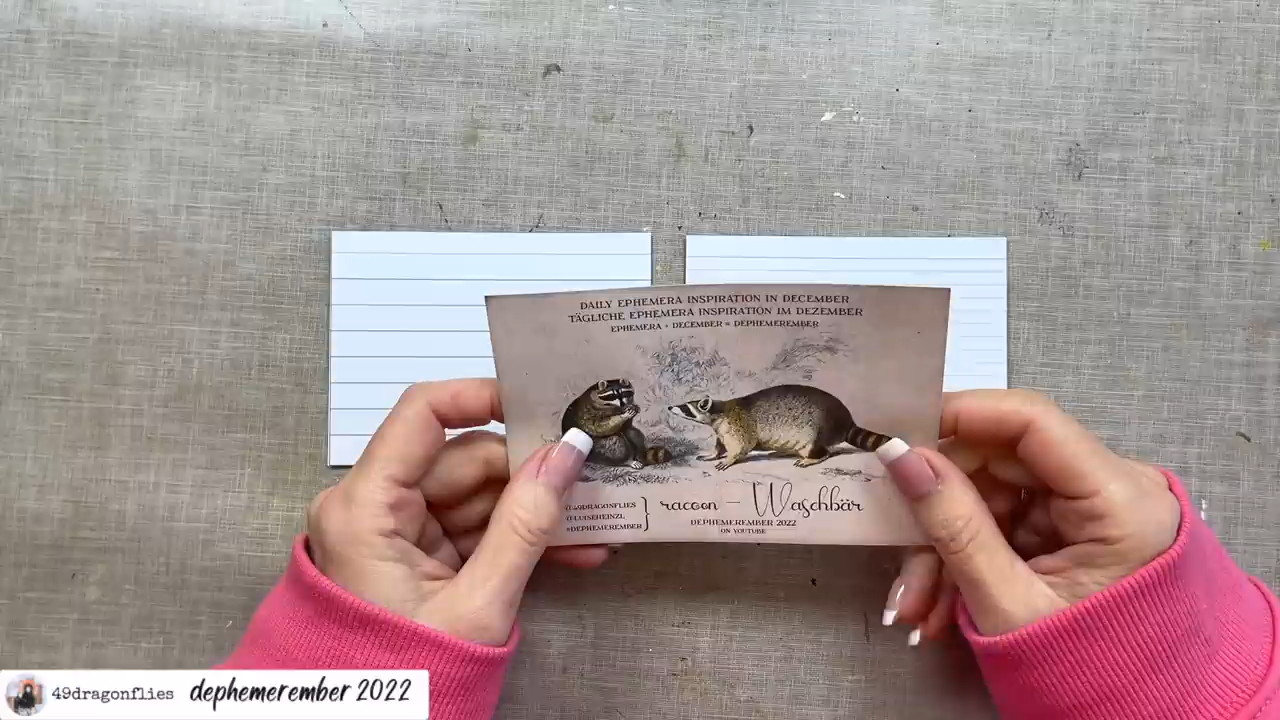 DAILY EPHEMERA INSPIRATION IN DECEMBER
TÄGLICHE EPHEMERA INSPIRATION IM DEZEMBER
EPHEMERA + DECEMBER = DEPHEMEREMBER
49DRAGONFLIES
LUISEHEINZL
#DEPHEMEREMBER
racoon – Waschbär
DEPHEMEREMBER 2022
ON YOUTUBE
49dragonflies dephemerember 2022